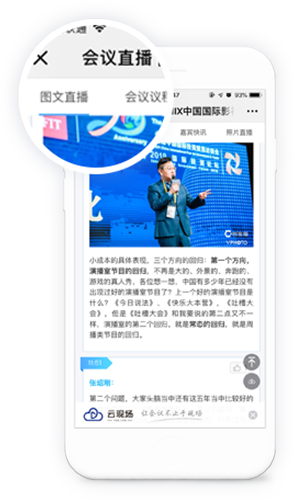 会议直播
图文直播 会议议程
IIX中国国际影视
嘉宾快讯 照片直播
2018
VPHOTO
小成本的具体表现，三个方向的回归：第一个方向，
演播室节目的回归，不再是大的、外景的、奔跑的、
游戏的真人秀，各位想一想，中国有多少年已经没有
出现过好的演播室节目了？上一个好的演播室节目是
什么？《今日说法》、《快乐大本营》、《吐槽大
会》。但是《吐槽大会》和我要说的第二点又不一
样，演播室的第二个回归，就是常态的回归，就是周
播类节目的回归。
张绍刚：
第二个问题，大家头脑当中还有这五年当中比较好的
云现场 让会议不止于现场